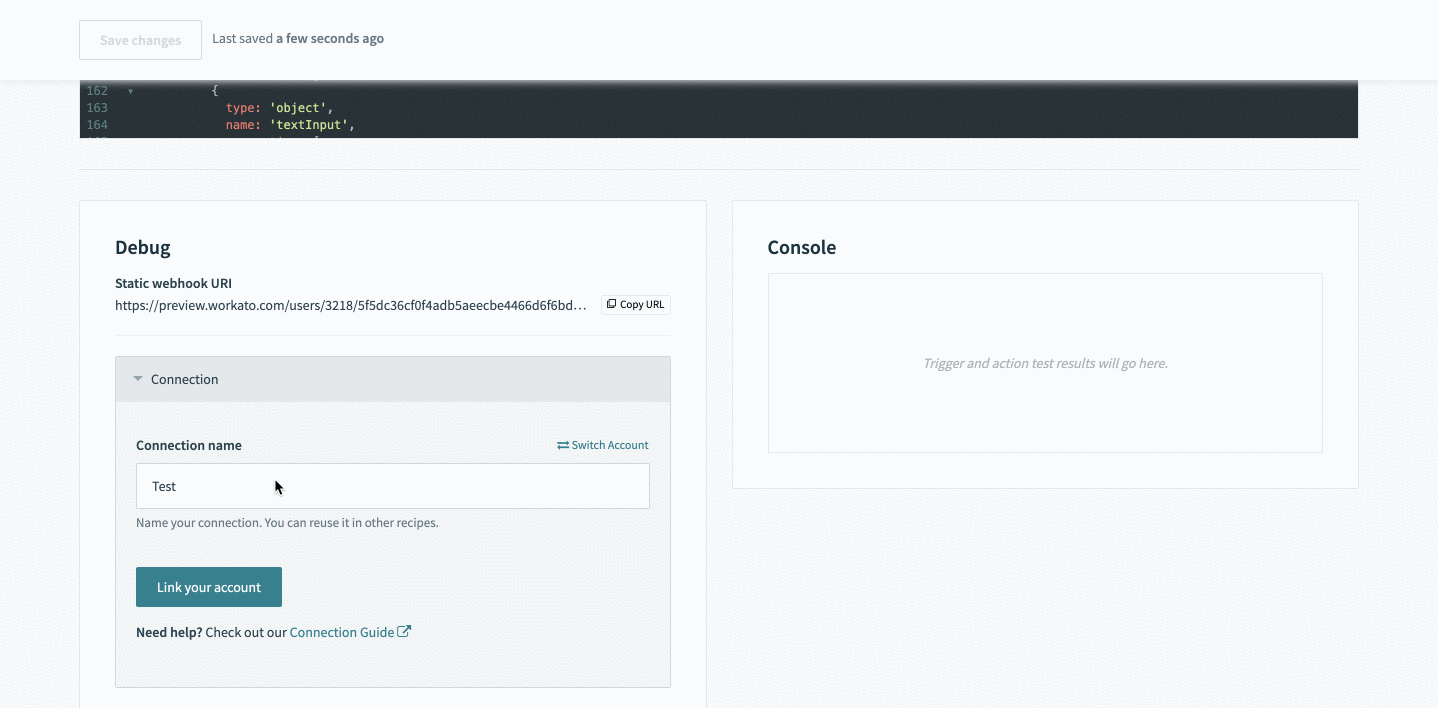 Save changes
Last saved a few seconds ago
162 {
163 type: 'object',
164 name: 'textInput',
Debug
Static webhook URI
https://preview.workato.com/users/3218/5f5dc36cf0f4adb5aeecbe4466d6f6bd...
Copy URL
Connection
Connection name
Switch Account
Test
Name your connection. You can reuse it in other recipes.
Link your account
Need help? Check out our Connection Guide
Console
Trigger and action test results will go here.